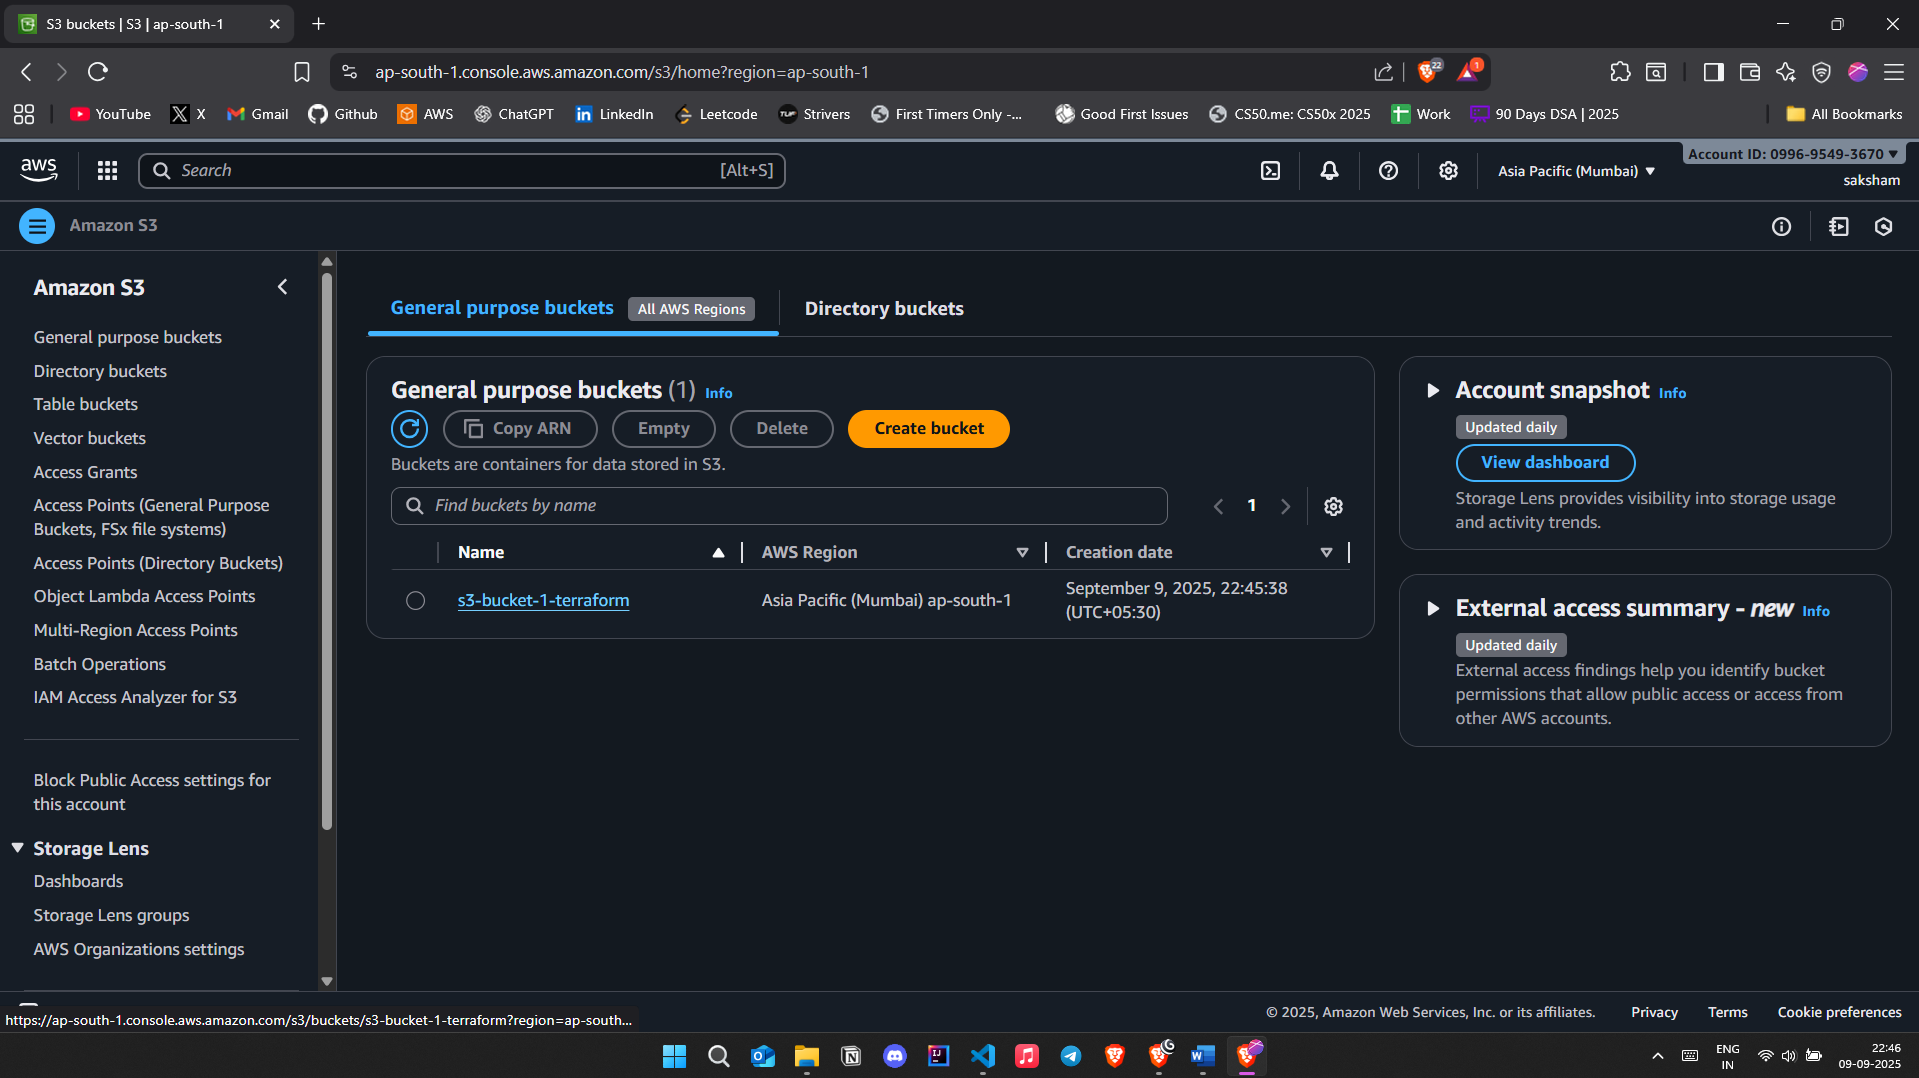 S3 buckets | S3 | ap-south-1
ap-south-1.console.aws.amazon.com/s3/home?region=ap-south-1
22
1
YouTube
X
Gmail
Github
AWS
ChatGPT
LinkedIn
Leetcode
TUF
Strivers
First Timers Only -...
Good First Issues
CS50.me: CS50x 2025
Work
90 Days DSA | 2025
All Bookmarks
aws
Search
[Alt+S]
Asia Pacific (Mumbai)
Account ID: 0996-9549-3670
saksham
Amazon S3
Amazon S3
General purpose buckets
Directory buckets
Table buckets
Vector buckets
Access Grants
Access Points (General Purpose
Buckets, FSx file systems)
Access Points (Directory Buckets)
Object Lambda Access Points
Multi-Region Access Points
Batch Operations
IAM Access Analyzer for S3
Block Public Access settings for
this account
Storage Lens
Dashboards
Storage Lens groups
AWS Organizations settings
General purpose buckets
All AWS Regions
Directory buckets
General purpose buckets (1) Info
Copy ARN
Empty
Delete
Create bucket
Buckets are containers for data stored in S3.
Find buckets by name
1
Name
AWS Region
Creation date
s3-bucket-1-terraform
Asia Pacific (Mumbai) ap-south-1
September 9, 2025, 22:45:38
(UTC+05:30)
Account snapshot Info
Updated daily
View dashboard
Storage Lens provides visibility into storage usage
and activity trends.
External access summary - new Info
Updated daily
External access findings help you identify bucket
permissions that allow public access or access from
other AWS accounts.
https://ap-south-1.console.aws.amazon.com/s3/buckets/s3-bucket-1-terraform?region=ap-south...
© 2025, Amazon Web Services, Inc. or its affiliates.
Privacy
Terms
Cookie preferences
ENG
IN
22:46
09-09-2025